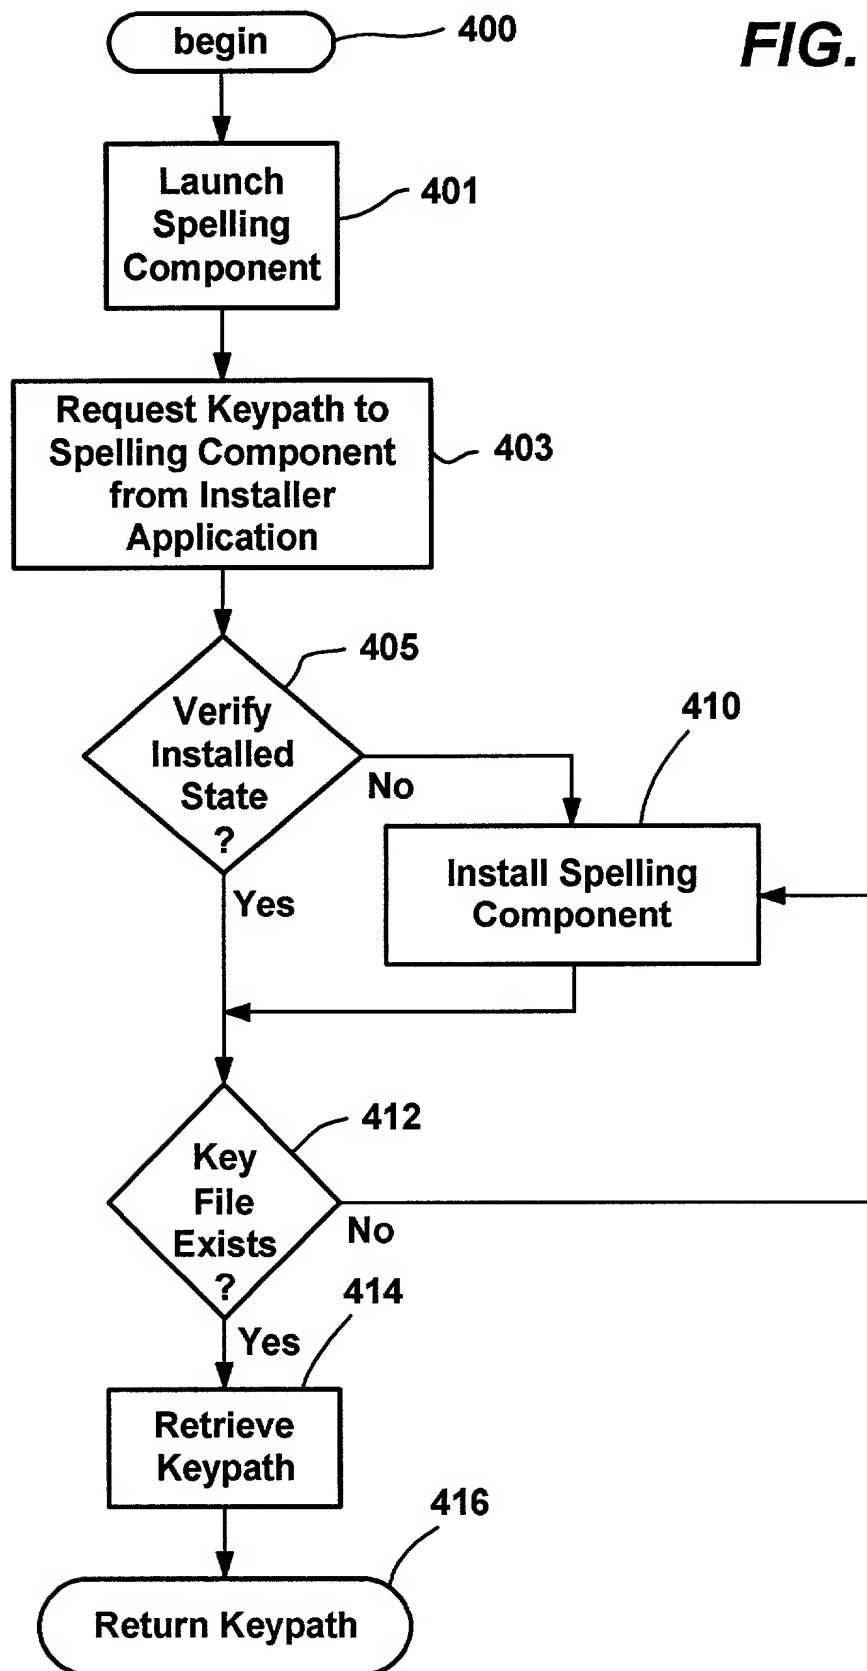 begin
400
FIG.
Launch
Spelling
Component
401
Request Keypath to
Spelling Component
from Installer
Application
403
405
Verify
Installed
State
?
No
Yes
410
Install Spelling
Component
412
Key
File
Exists
?
No
Yes
414
Retrieve
Keypath
416
Return Keypath